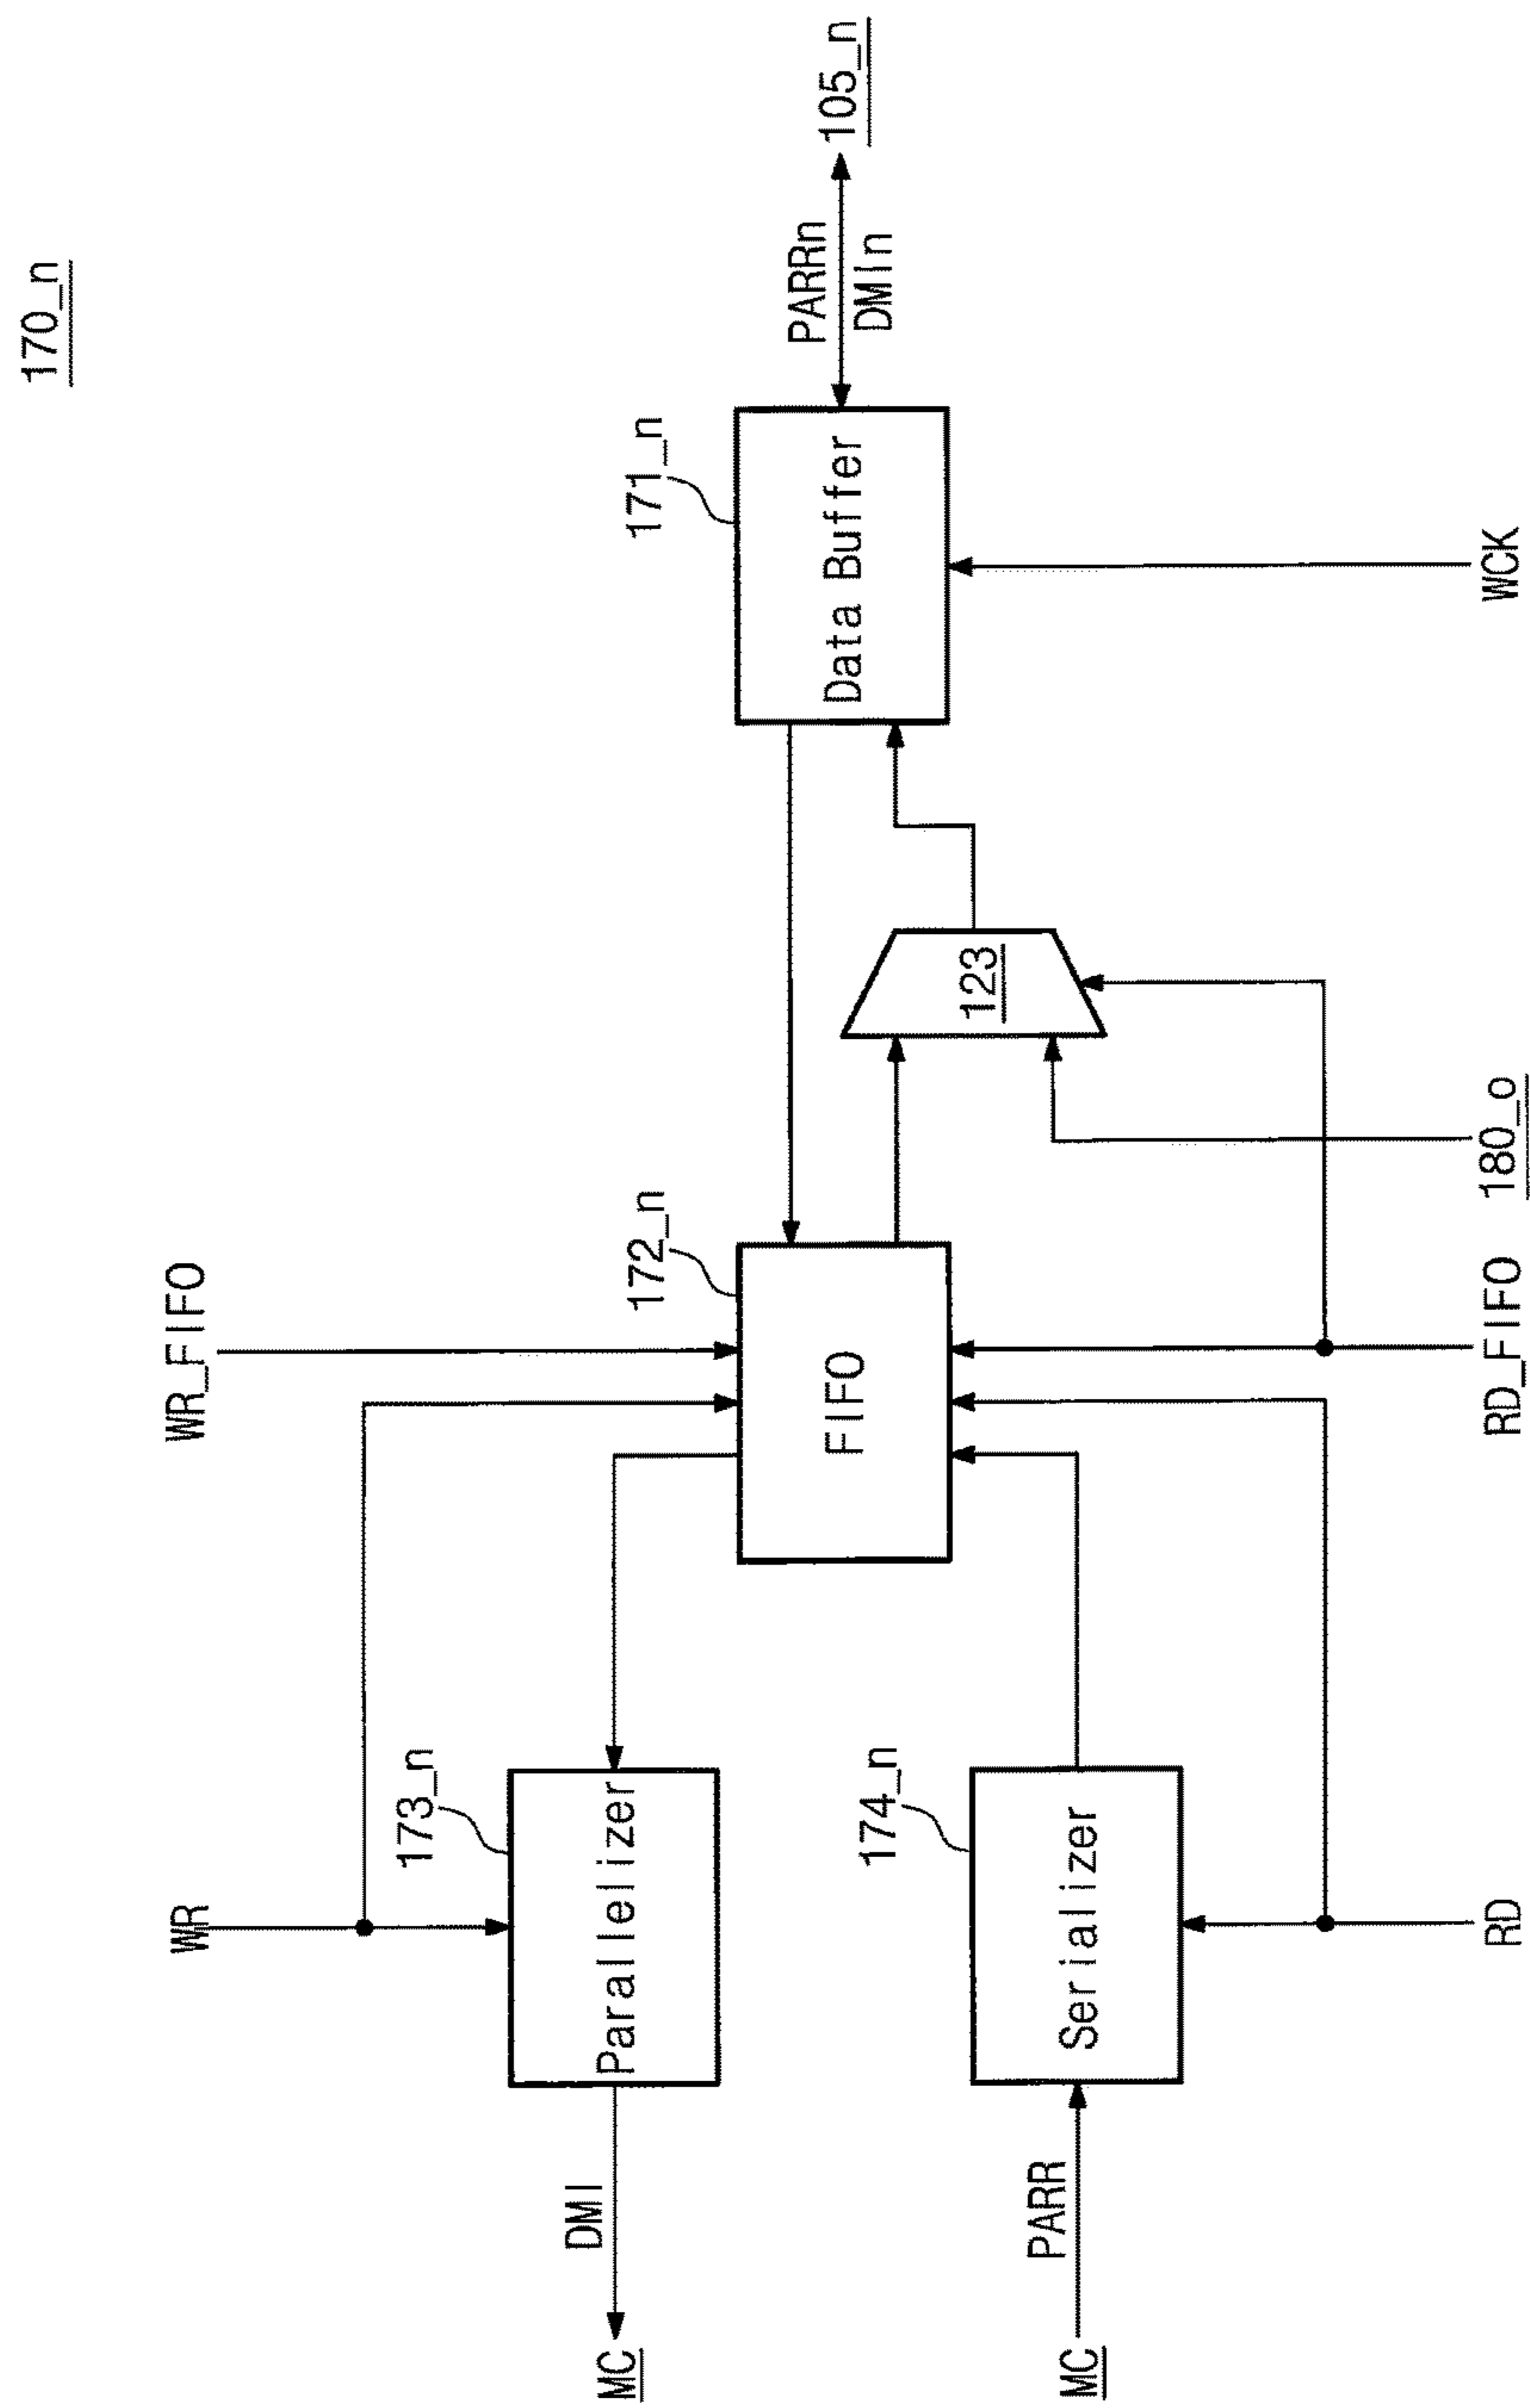 170_n
WR
WR_FIFO
173_n
172_n
171_n
MC
DMI
Parallelizer
FIFO
Data Buffer
PARRn
DMIn
105_n
174_n
123
MC
PARR
Serializer
RD
RD_FIFO
180_o
WCK